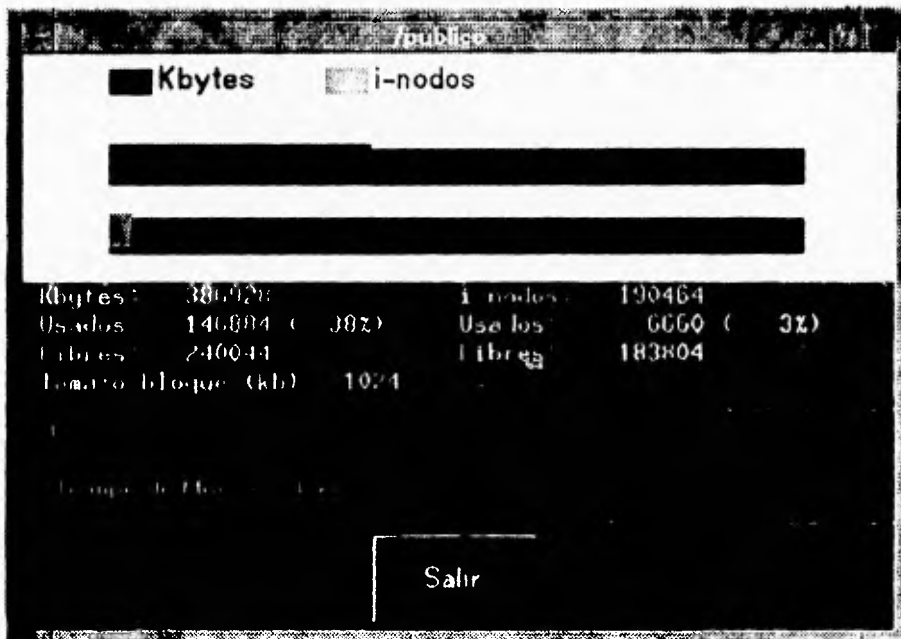 /publico
Kbytes i-nodos
Kbytes: 386928 i-nodos: 190464
Usados 146884 ( 38%) Usados 6660 ( 3%)
Libres: 240044 Libres 183804
Tamaño bloque (kb) 1024
Salir